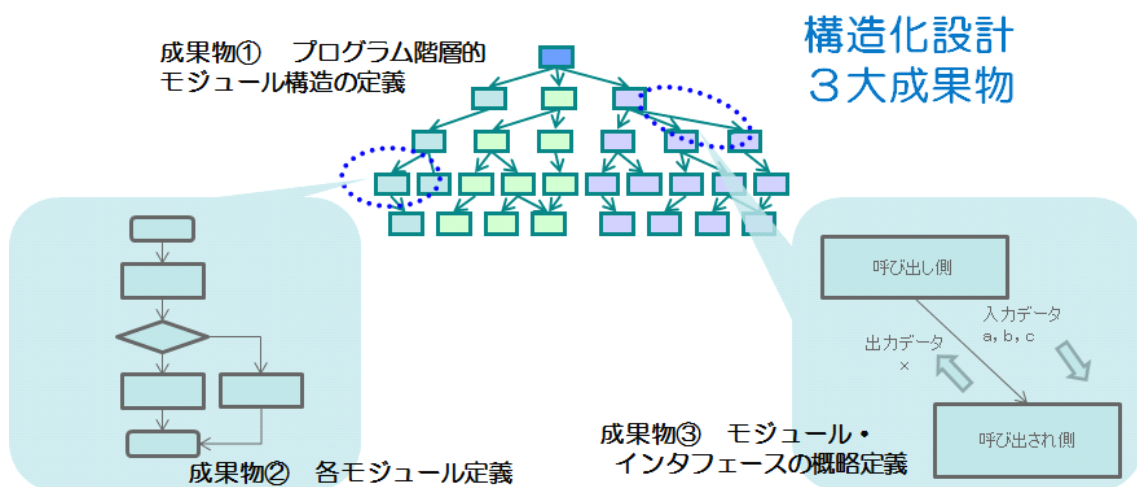 構造化設計
３大成果物
成果物①　プログラム階層的
モジュール構造の定義
呼び出し側
入力データ
a, b, c
出力データ
x
呼び出され側
成果物②　各モジュール定義
成果物③　モジュール・
インタフェースの概略定義